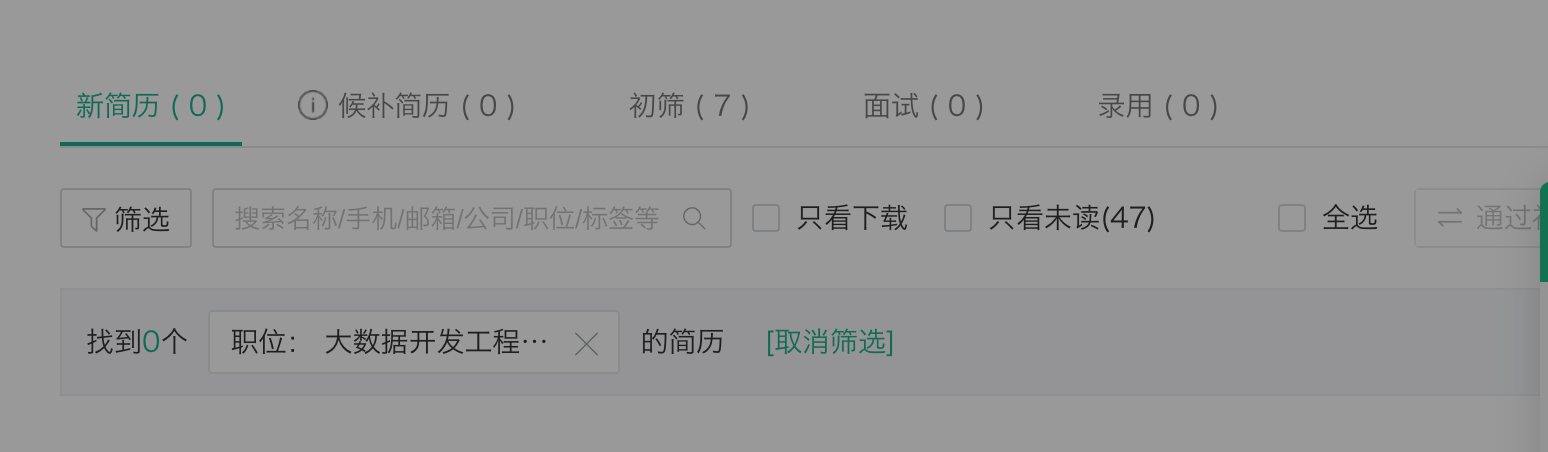 新简历 ( 0 ) 候补简历 ( 0 ) 初筛 ( 7 ) 面试 ( 0 ) 录用 ( 0 )
筛选 搜索名称/手机/邮箱/公司/职位/标签等 只看下载 只看未读(47) 全选 通过
找到0个 职位： 大数据开发工程… 的简历 [取消筛选]